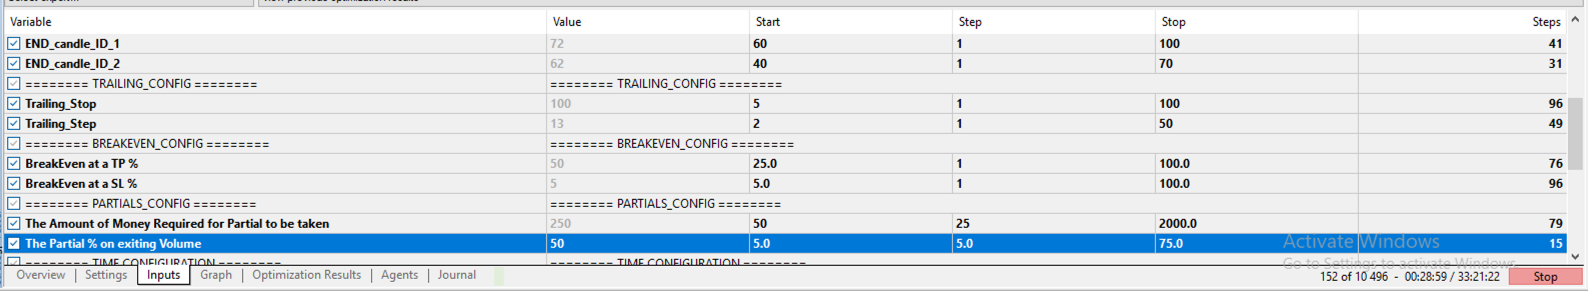 Variable Value Start Step Stop Steps
END_candle_ID_1 72 60 1 100 41
END_candle_ID_2 62 40 1 70 31
======== TRAILING_CONFIG ======== ======== TRAILING_CONFIG ========
Trailing_Stop 100 5 1 100 96
Trailing_Step 13 2 1 50 49
======== BREAKEVEN_CONFIG ======== ======== BREAKEVEN_CONFIG ========
BreakEven at a TP % 50 25.0 1 100.0 76
BreakEven at a SL % 5 5.0 1 100.0 96
======== PARTIALS_CONFIG ======== ======== PARTIALS_CONFIG ========
The Amount of Money Required for Partial to be taken 250 50 25 2000.0 79
The Partial % on exiting Volume 50 5.0 5.0 75.0 15
Activate Windows
======== TIME CONFIGURATION ======== ======== TIME CONFIGURATION ========
Go to Settings to activate Windows.
Overview Settings Inputs Graph Optimization Results Agents Journal 152 of 10 496 - 00:28:59 / 33:21:22 Stop